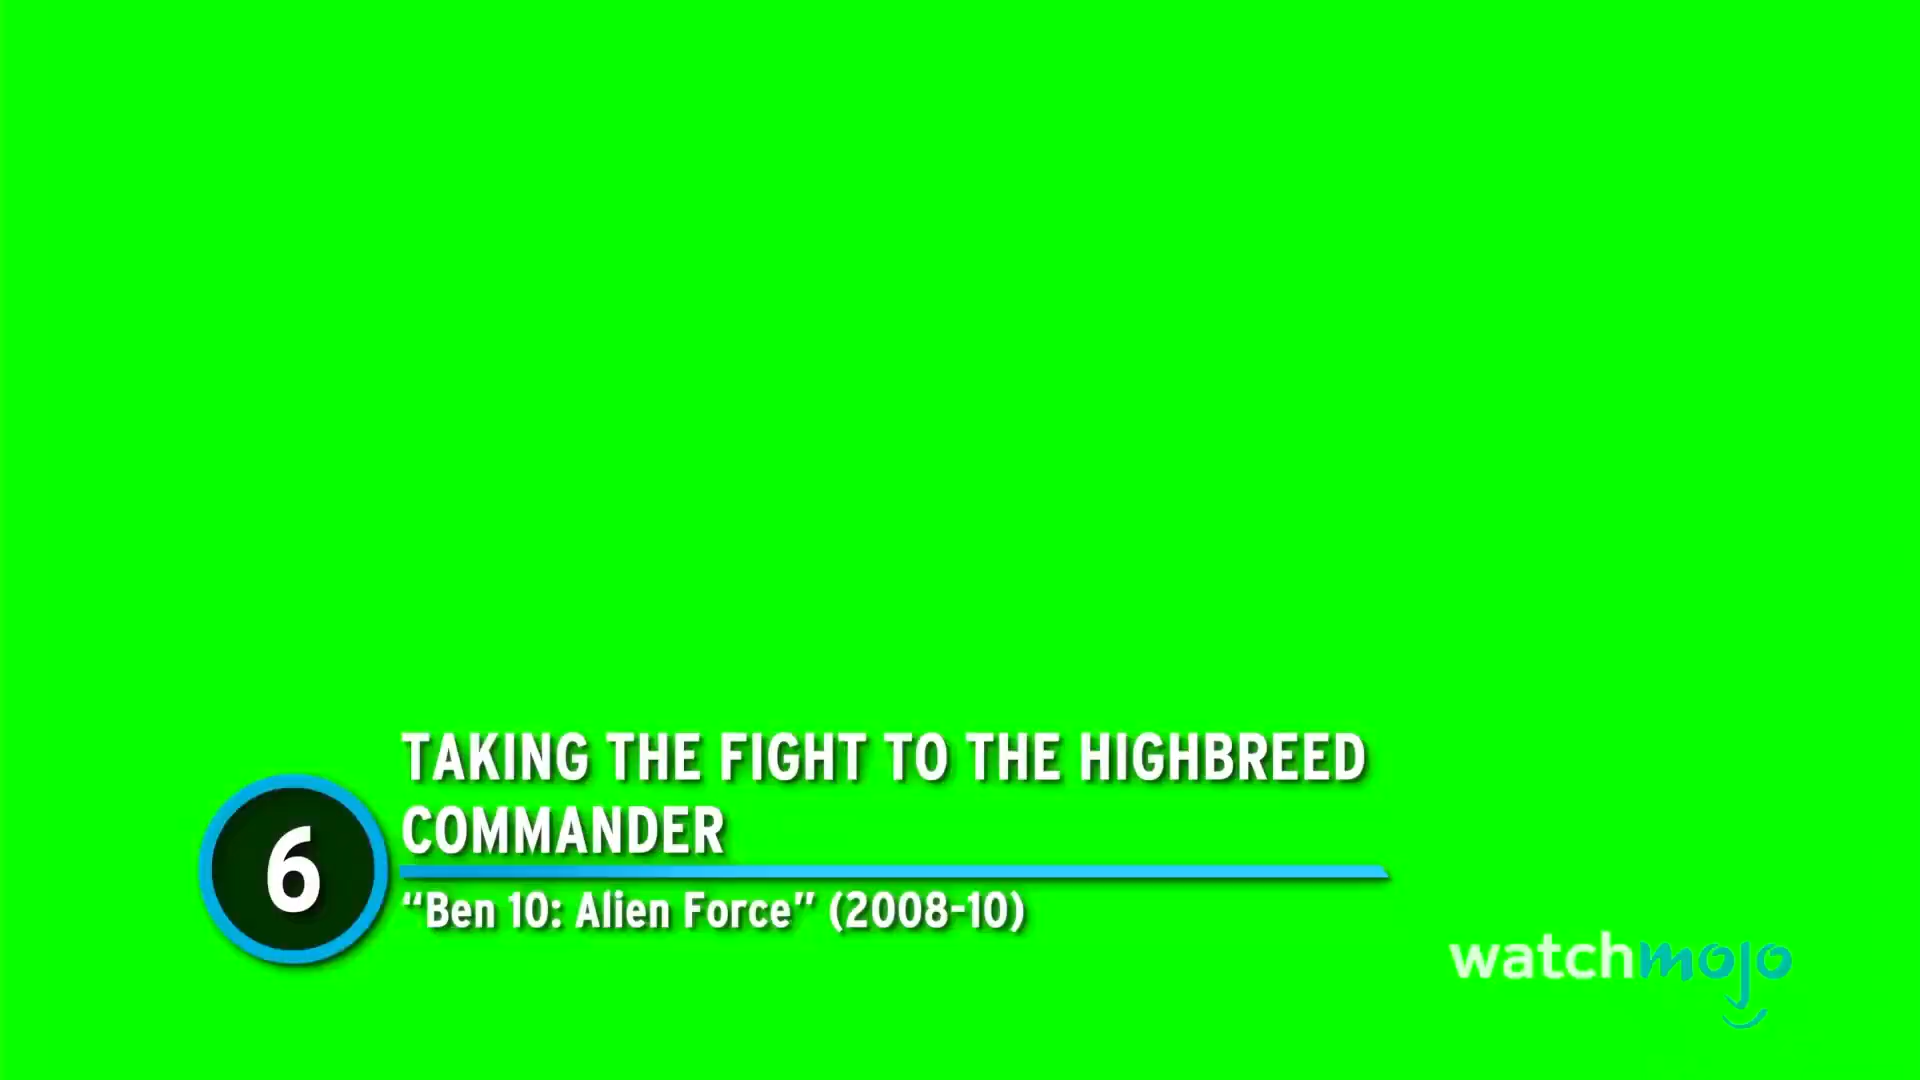 TAKING THE FIGHT TO THE HIGHBREED
COMMANDER
6
“Ben 10: Alien Force” (2008-10)
watchmojo